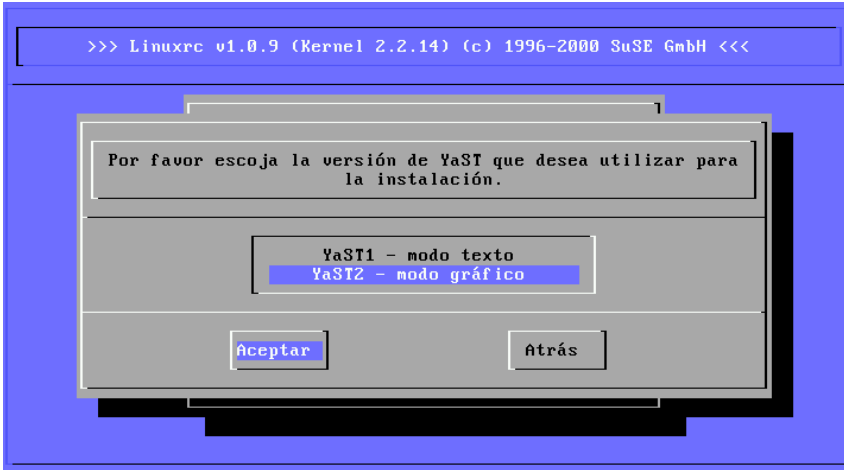 >>> Linuxrc v1.0.9 (Kernel 2.2.14) (c) 1996-2000 SuSE GmbH <<<
Por favor escoja la versión de YaST que desea utilizar para
la instalación.
YaST1 - modo texto
YaST2 - modo gráfico
Aceptar
Atrás